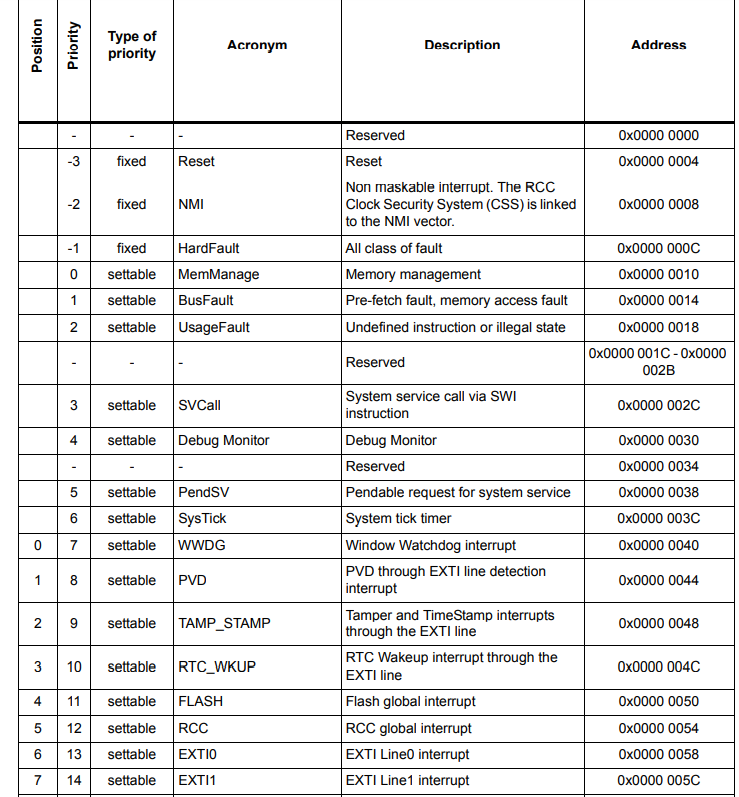 Position Priority Type of priority Acronym Description Address
- - - Reserved 0x0000 0000
-3 fixed Reset Reset 0x0000 0004
-2 fixed NMI Non maskable interrupt. The RCC Clock Security System (CSS) is linked to the NMI vector. 0x0000 0008
-1 fixed HardFault All class of fault 0x0000 000C
0 settable MemManage Memory management 0x0000 0010
1 settable BusFault Pre-fetch fault, memory access fault 0x0000 0014
2 settable UsageFault Undefined instruction or illegal state 0x0000 0018
- - - Reserved 0x0000 001C - 0x0000 002B
3 settable SVCall System service call via SWI instruction 0x0000 002C
4 settable Debug Monitor Debug Monitor 0x0000 0030
- - - Reserved 0x0000 0034
5 settable PendSV Pendable request for system service 0x0000 0038
6 settable SysTick System tick timer 0x0000 003C
0 7 settable WWDG Window Watchdog interrupt 0x0000 0040
1 8 settable PVD PVD through EXTI line detection interrupt 0x0000 0044
2 9 settable TAMP_STAMP Tamper and TimeStamp interrupts through the EXTI line 0x0000 0048
3 10 settable RTC_WKUP RTC Wakeup interrupt through the EXTI line 0x0000 004C
4 11 settable FLASH Flash global interrupt 0x0000 0050
5 12 settable RCC RCC global interrupt 0x0000 0054
6 13 settable EXTI0 EXTI Line0 interrupt 0x0000 0058
7 14 settable EXTI1 EXTI Line1 interrupt 0x0000 005C